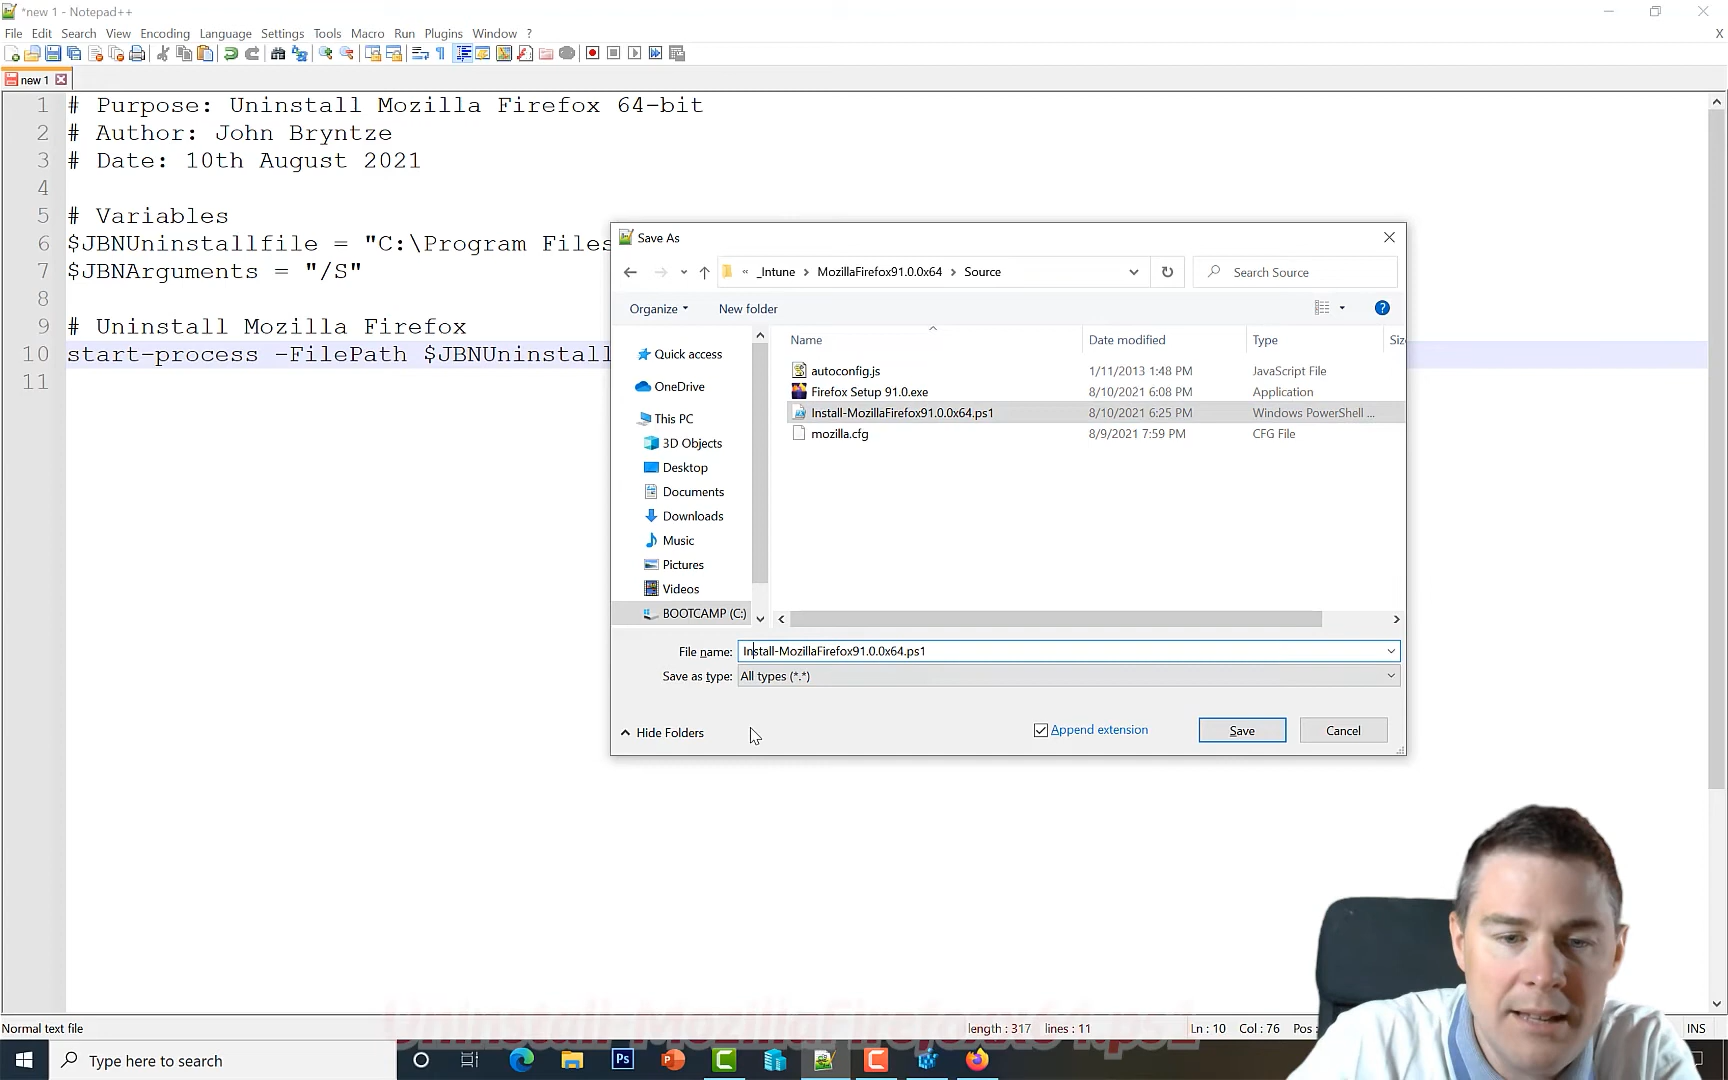 *new 1 - Notepad++
File Edit Search View Encoding Language Settings Tools Macro Run Plugins Window ? X
new 1
1 # Purpose: Uninstall Mozilla Firefox 64-bit
2 # Author: John Bryntze
3 # Date: 10th August 2021
4
5 # Variables
6 $JBNUninstallfile = "C:\Program Files
7 $JBNArguments = "/S"
8
9 # Uninstall Mozilla Firefox
10 start-process -FilePath $JBNUninstall
11
Save As
« _Intune > MozillaFirefox91.0.0x64 > Source
Search Source
Organize New folder
Quick access
OneDrive
This PC
3D Objects
Desktop
Documents
Downloads
Music
Pictures
Videos
BOOTCAMP (C:)
Name Date modified Type Siz
autoconfig.js 1/11/2013 1:48 PM JavaScript File
Firefox Setup 91.0.exe 8/10/2021 6:08 PM Application
Install-MozillaFirefox91.0.0x64.ps1 8/10/2021 6:25 PM Windows PowerShell ...
mozilla.cfg 8/9/2021 7:59 PM CFG File
File name: Install-MozillaFirefox91.0.0x64.ps1
Save as type: All types (*.*)
Hide Folders
Append extension
Save
Cancel
Normal text file length : 317 lines : 11 Ln : 10 Col : 76 Pos : INS
Type here to search
Ps